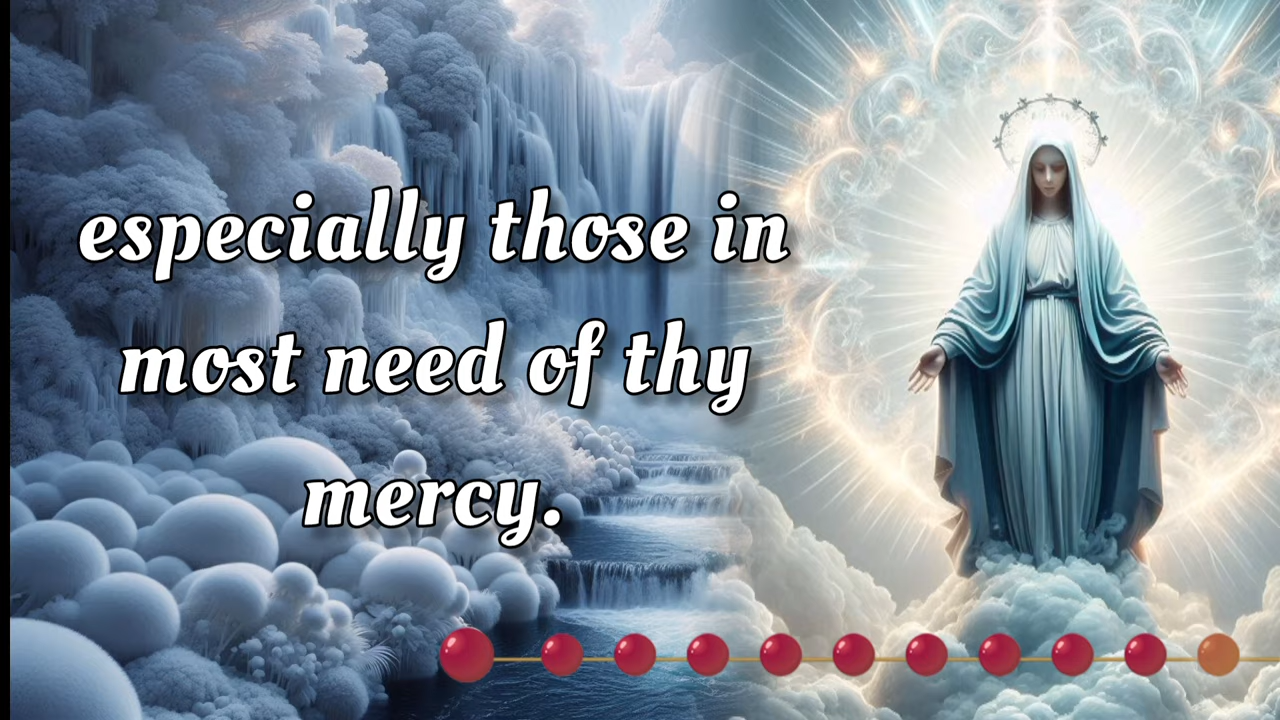 especially those in
most need of thy
mercy.